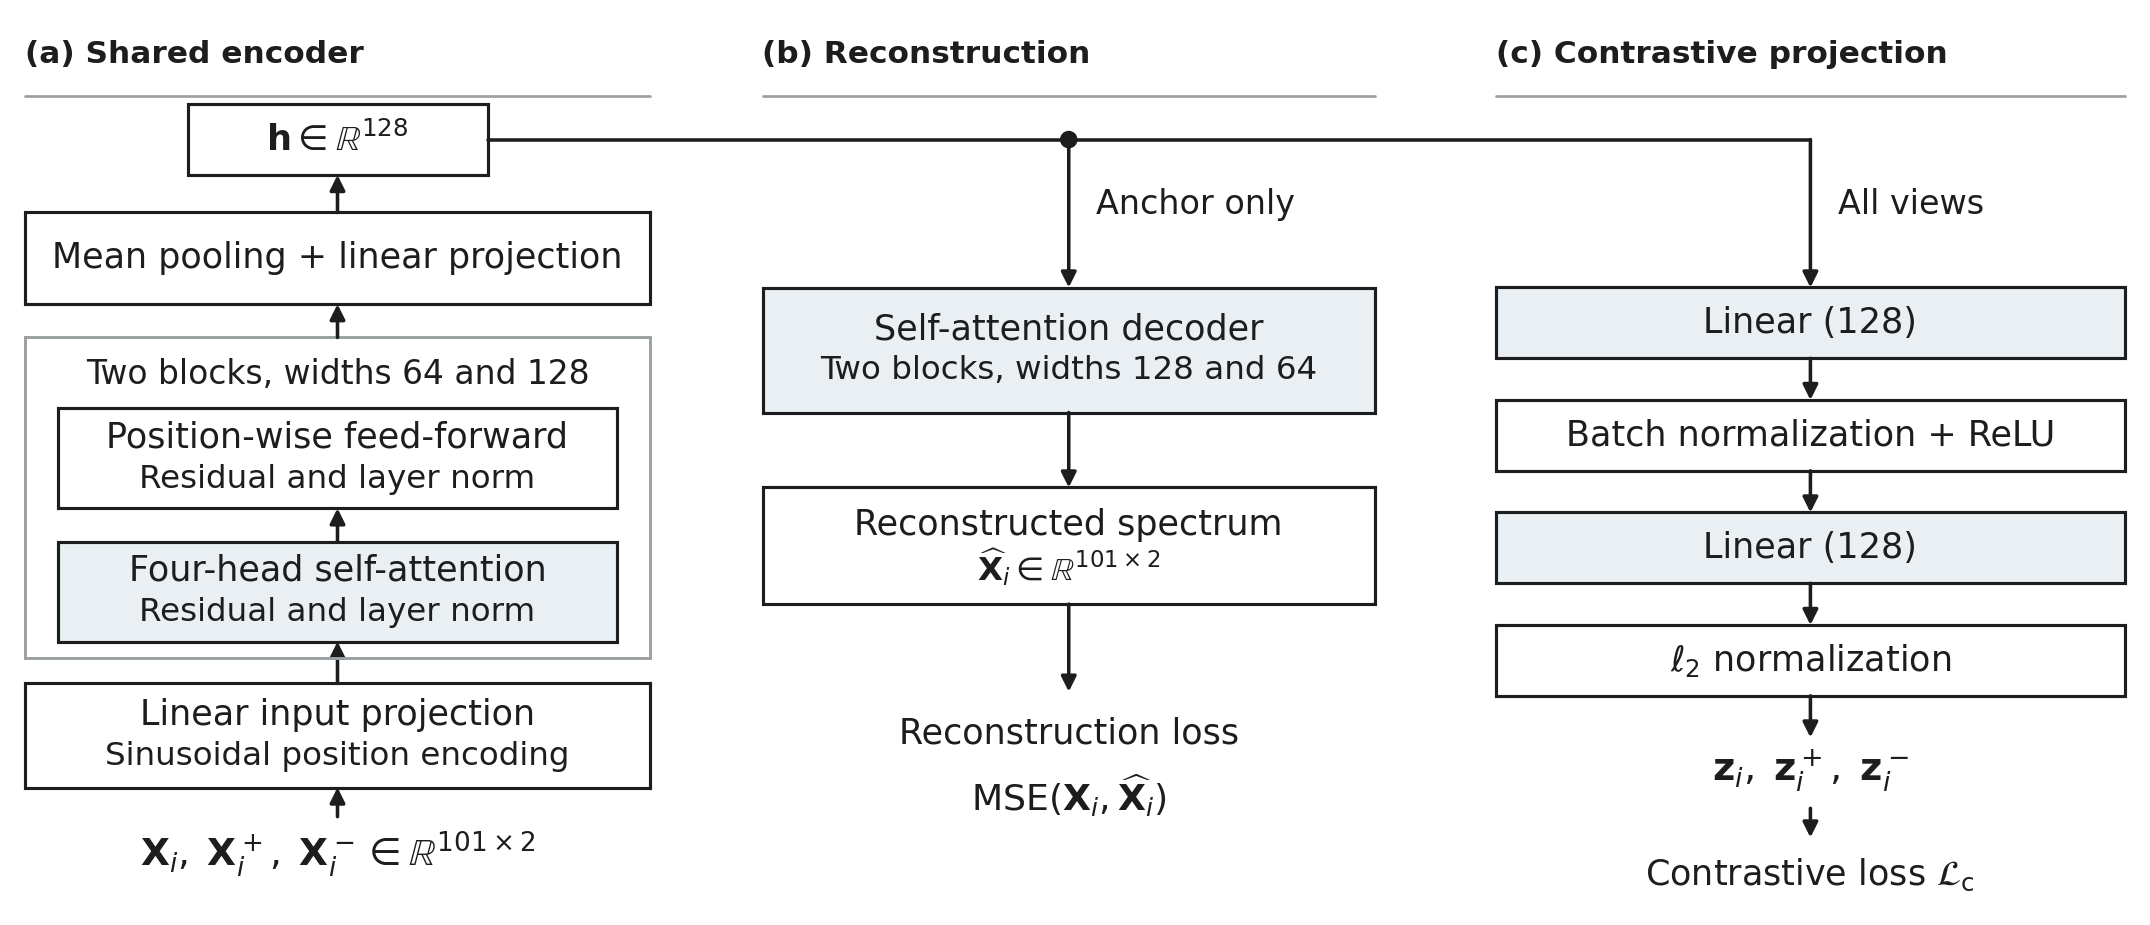 (a) Shared encoder
h ∈ ℝ^128
Mean pooling + linear projection
Two blocks, widths 64 and 128
Position-wise feed-forward
Residual and layer norm
Four-head self-attention
Residual and layer norm
Linear input projection
Sinusoidal position encoding
X_i, X_i^+, X_i^- ∈ ℝ^{101×2}
(b) Reconstruction
Anchor only
Self-attention decoder
Two blocks, widths 128 and 64
Reconstructed spectrum
X̂_i ∈ ℝ^{101×2}
Reconstruction loss
MSE(X_i, X̂_i)
(c) Contrastive projection
All views
Linear (128)
Batch normalization + ReLU
Linear (128)
ℓ_2 normalization
z_i, z_i^+, z_i^-
Contrastive loss ℒ_c